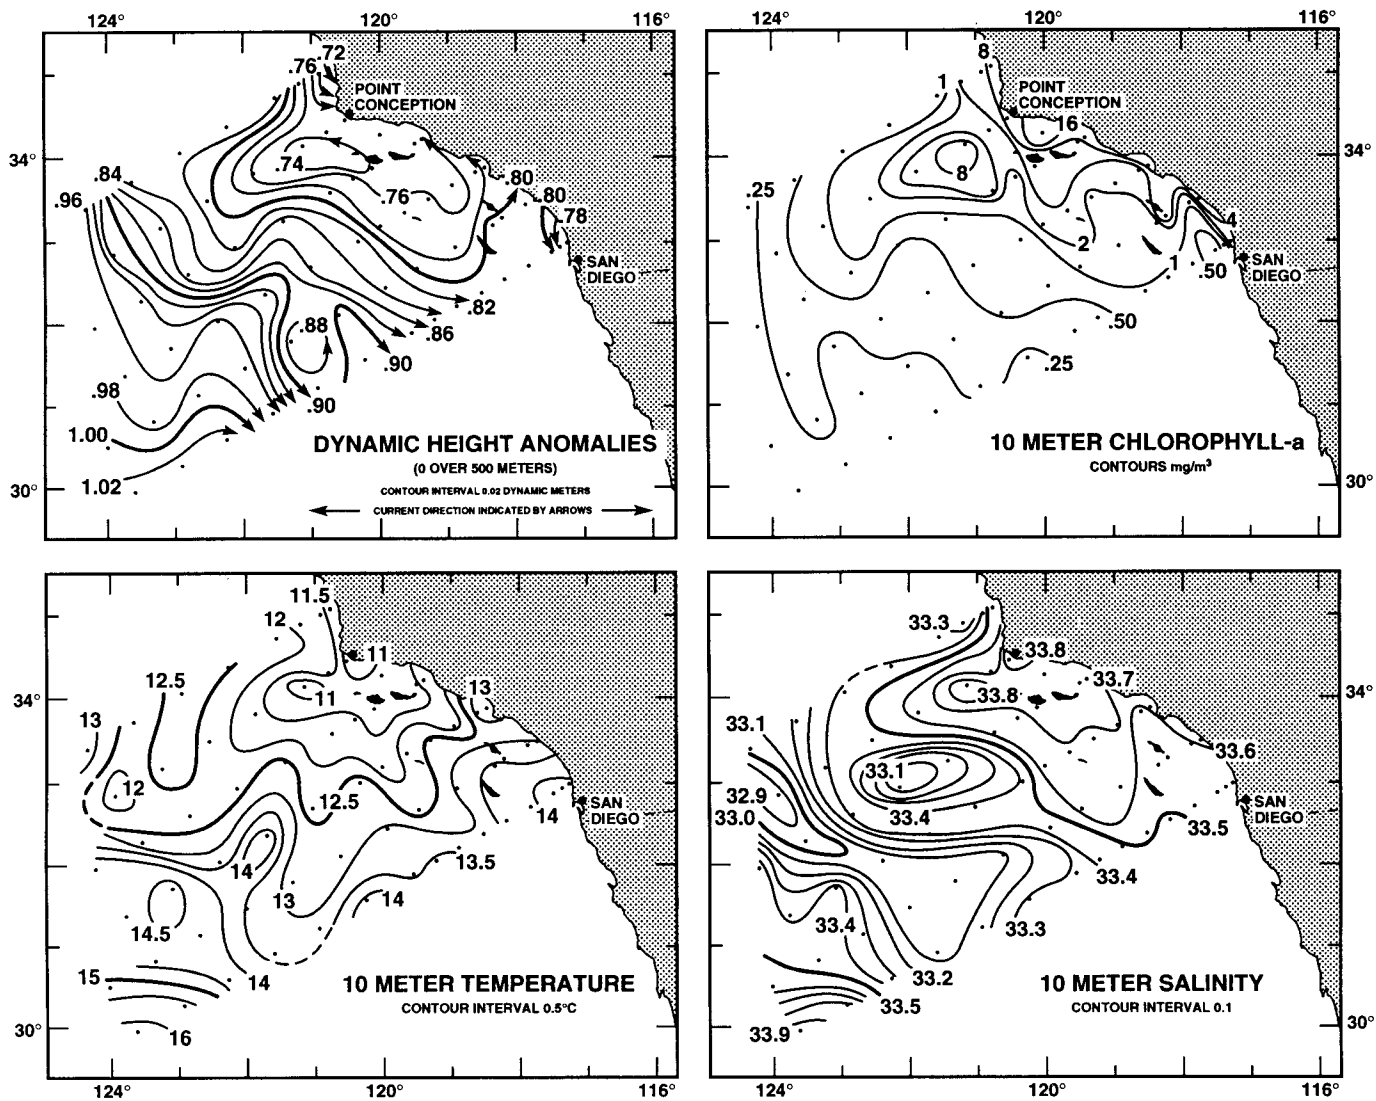 124° 120° 116°
.72
.76
POINT
CONCEPTION
34°
.74
.84
.80
.96
.76
.80
.78
SAN
DIEGO
.82
.88
.86
.90
.98
.90
1.00
1.02
DYNAMIC HEIGHT ANOMALIES
(0 OVER 500 METERS)
CONTOUR INTERVAL 0.02 DYNAMIC METERS
CURRENT DIRECTION INDICATED BY ARROWS
30°
124° 120° 116°
8
1
POINT
CONCEPTION
16
34°
8
.25
4
2
1
SAN
DIEGO
.50
.50
.25
10 METER CHLOROPHYLL-a
CONTOURS mg/m³
30°
11.5
12
11
12.5
34°
11
13
13
12
12.5
14
SAN
DIEGO
14
13.5
13
14
14.5
15
14
10 METER TEMPERATURE
CONTOUR INTERVAL 0.5°C
30°
16
124° 120° 116°
33.3
33.8
33.7
34°
33.8
33.1
33.6
33.1
32.9
33.0
33.4
33.5
SAN
DIEGO
33.4
33.4
33.3
33.2
33.5
10 METER SALINITY
CONTOUR INTERVAL 0.1
33.9
30°
124° 120° 116°